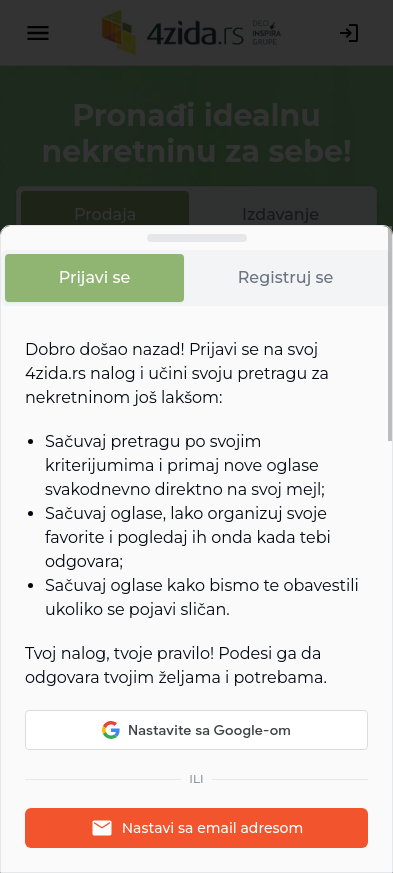 4zida.rs
DEO
INSPIRA
GRUPE
Pronađi idealnu
nekretninu za sebe!
Prodaja
Izdavanje
Prijavi se
Registruj se
Dobro došao nazad! Prijavi se na svoj
4zida.rs nalog i učini svoju pretragu za
nekretninom još lakšom:
• Sačuvaj pretragu po svojim
kriterijumima i primaj nove oglase
svakodnevno direktno na svoj mejl;
• Sačuvaj oglase, lako organizuj svoje
favorite i pogledaj ih onda kada tebi
odgovara;
• Sačuvaj oglase kako bismo te obavestili
ukoliko se pojavi sličan.
Tvoj nalog, tvoje pravilo! Podesi ga da
odgovara tvojim željama i potrebama.
Nastavite sa Google-om
ILI
Nastavi sa email adresom